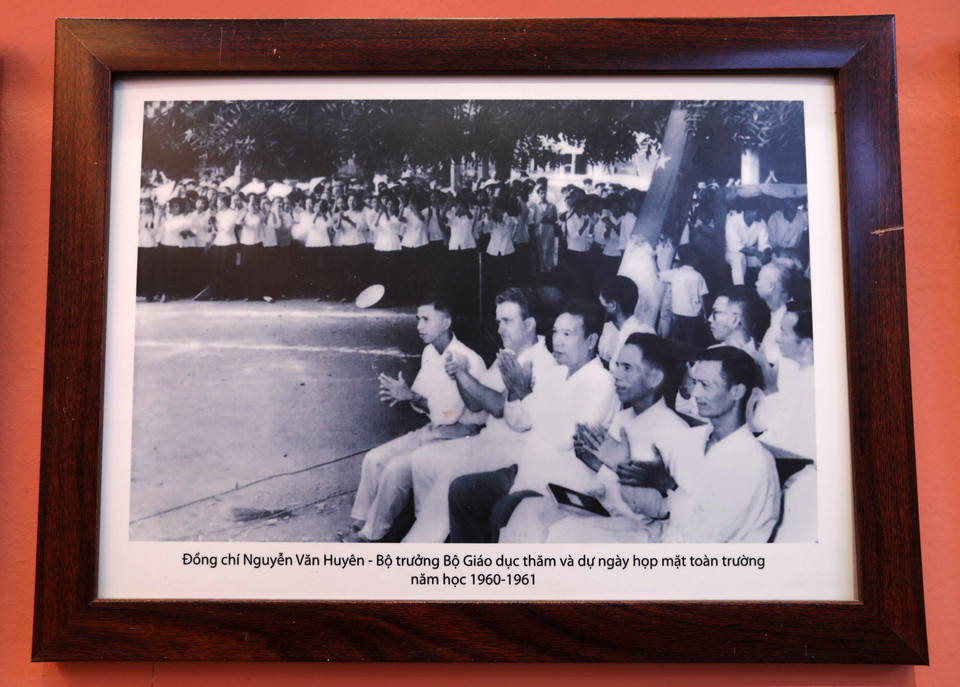 Đồng chí Nguyễn Văn Huyên - Bộ trưởng Bộ Giáo dục thăm và dự ngày họp mặt toàn trường
năm học 1960-1961